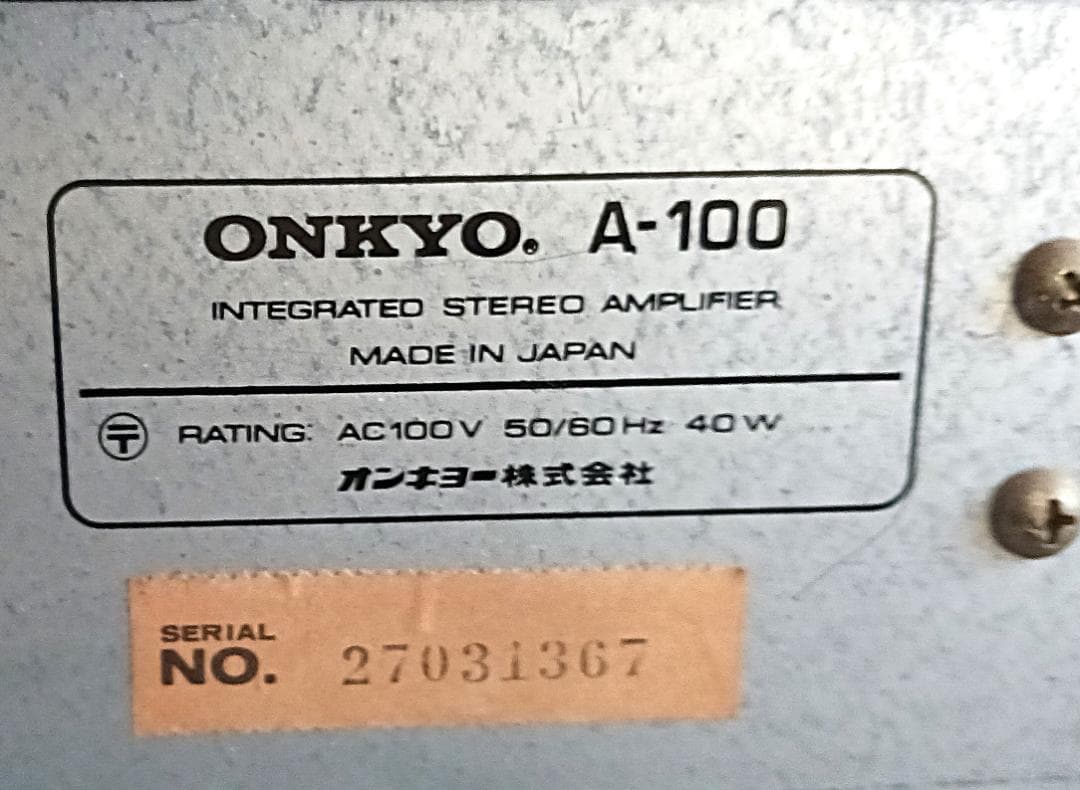 ONKYO® A-100
INTEGRATED STEREO AMPLIFIER
MADE IN JAPAN
〒 RATING: AC100V 50/60Hz 40W
オンキヨー株式会社
SERIAL
NO. 27031367